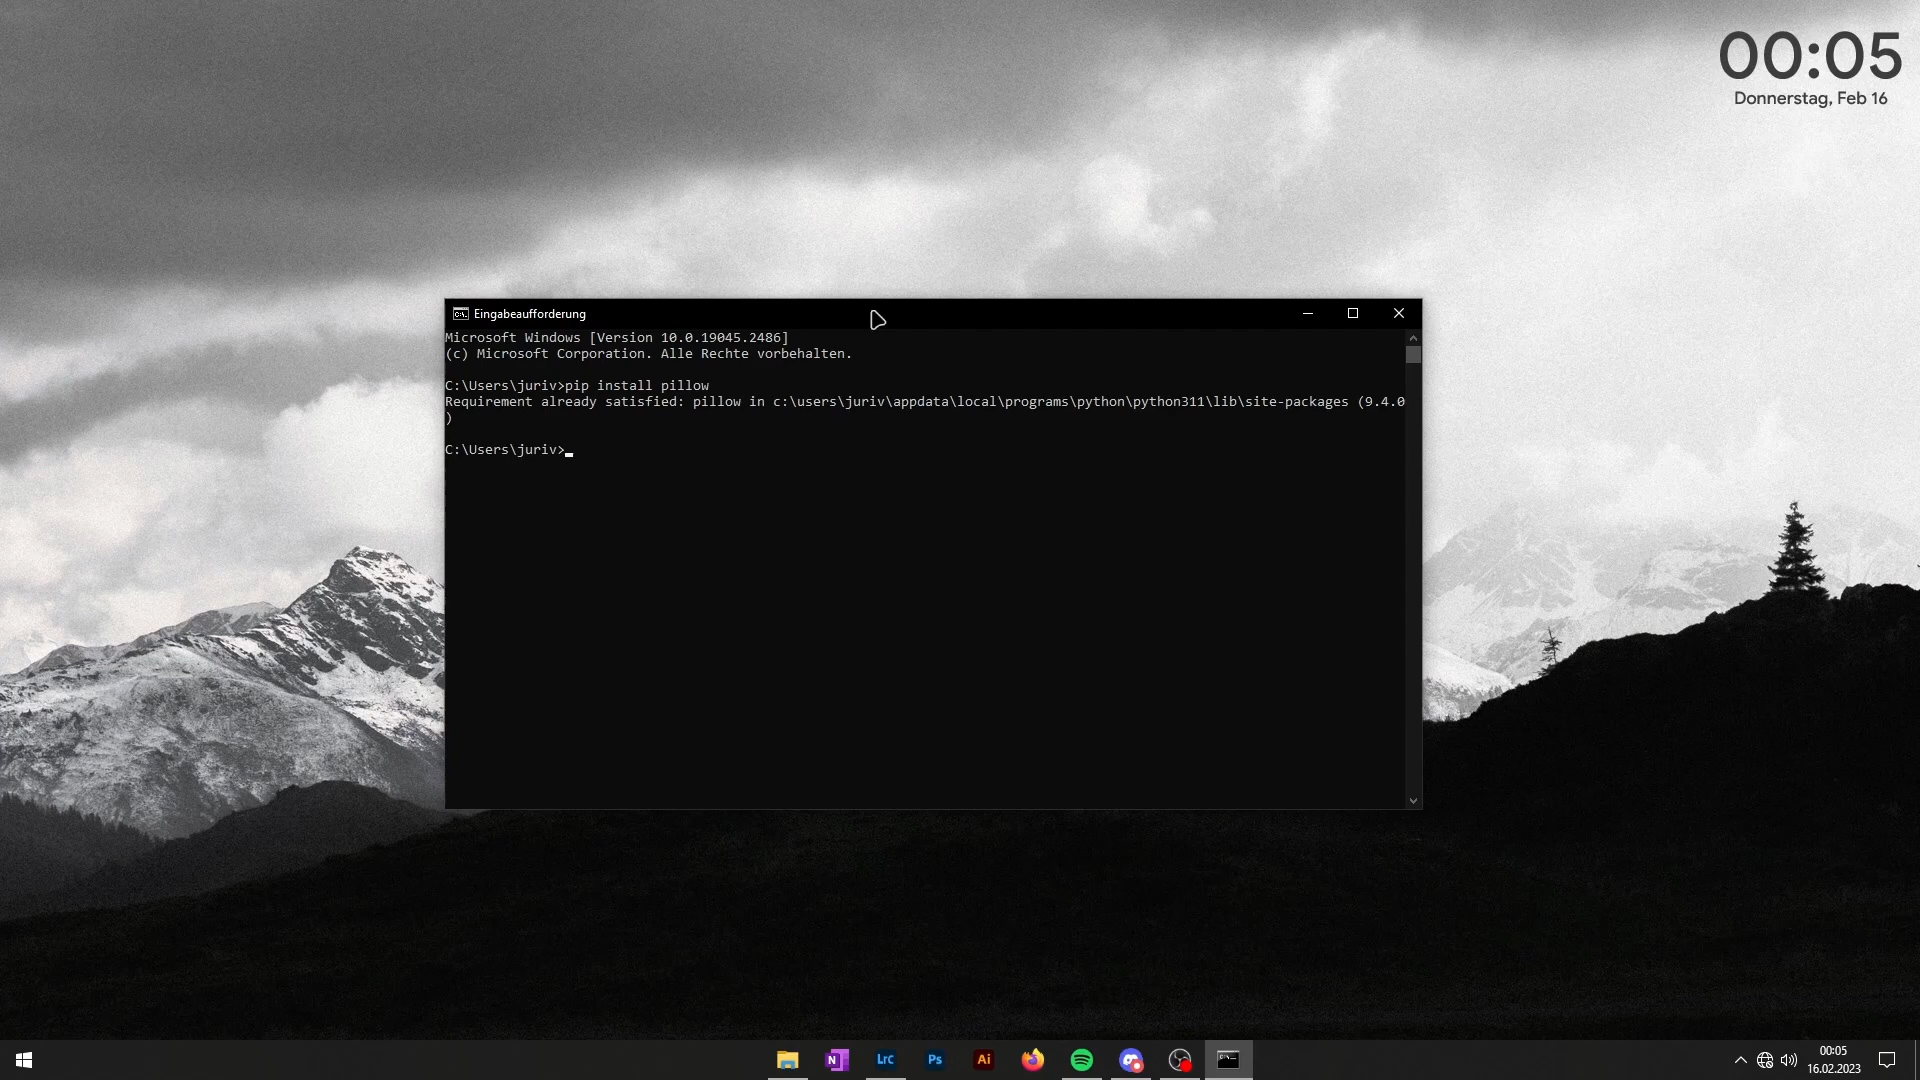 00:05
Donnerstag, Feb 16
Eingabeaufforderung
Microsoft Windows [Version 10.0.19045.2486]
(c) Microsoft Corporation. Alle Rechte vorbehalten.
C:\Users\juriv>pip install pillow
Requirement already satisfied: pillow in c:\users\juriv\appdata\local\programs\python\python311\lib\site-packages (9.4.0
)
C:\Users\juriv>
N
Lrc
Ps
Ai
00:05
16.02.2023